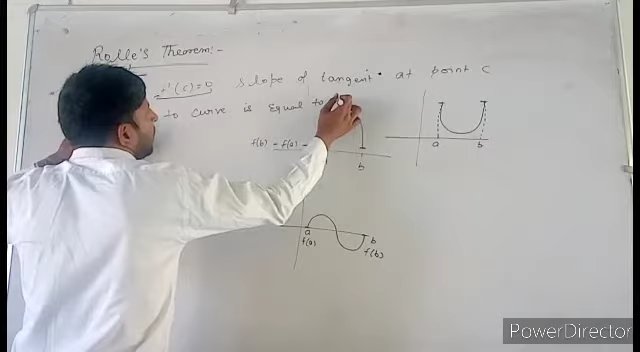 Rolle's Theorem:-
f'(c)=0 slope of tangent at point c
to curve is Equal to
f(b) = f(a)
a b
b
a b
f(a) f(b)
PowerDirector